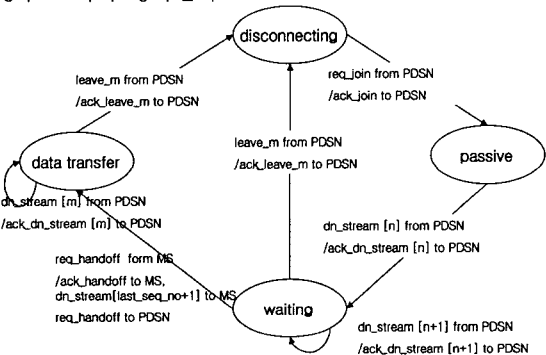 disconnecting
leave_m from PDSN
/ack_leave_m to PDSN
req_join from PDSN
/ack_join to PDSN
leave_m from PDSN
/ack_leave_m to PDSN
data transfer
passive
dn_stream [m] from PDSN
/ack_dn_stream [m] to PDSN
dn_stream [n] from PDSN
/ack_dn_stream [n] to PDSN
req_handoff form MS
/ack_handoff to MS,
dn_stream[last_seq_no+1] to MS
req_handoff to PDSN
waiting
dn_stream [n+1] from PDSN
/ack_dn_stream [n+1] to PDSN